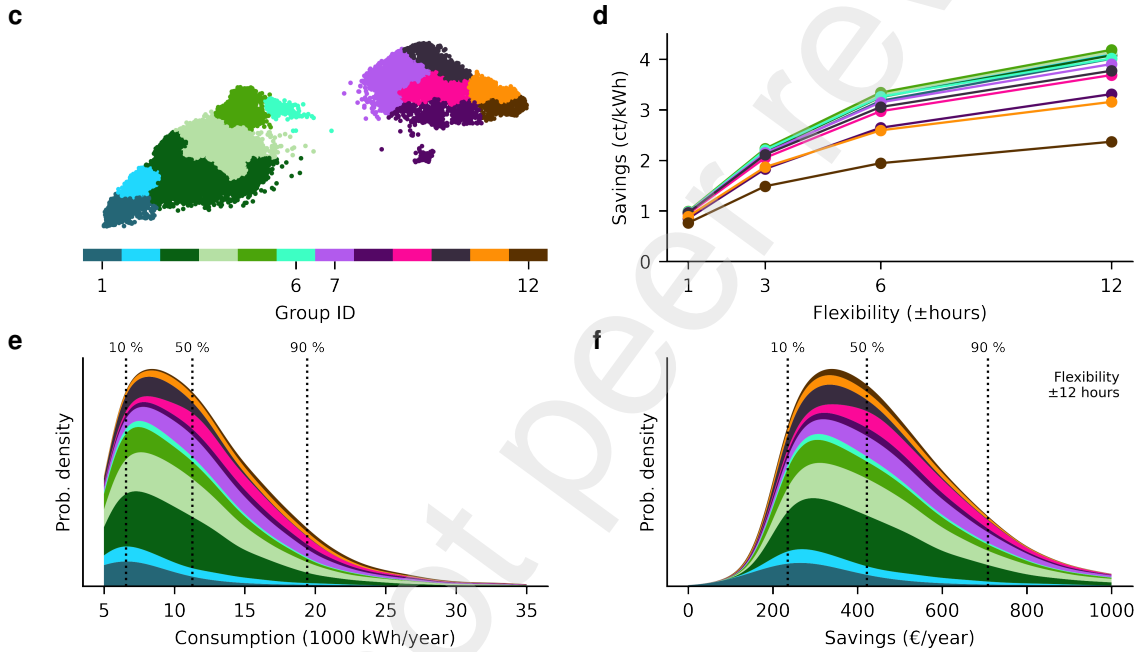 c
1
6
7
12
Group ID
d
Savings (ct/kWh)
4
3
2
1
0
1
3
6
12
Flexibility (±hours)
e
10 %
50 %
90 %
Prob. density
5
10
15
20
25
30
35
Consumption (1000 kWh/year)
f
10 %
50 %
90 %
Flexibility
±12 hours
Prob. density
0
200
400
600
800
1000
Savings (€/year)
ot peer rev